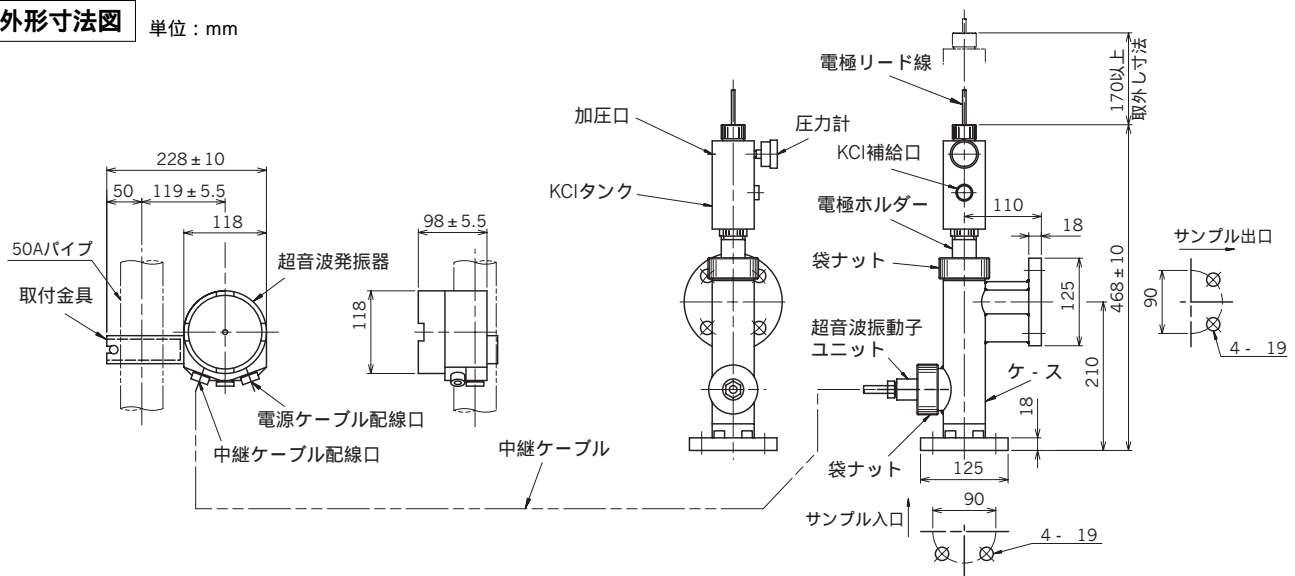 外形寸法図
単位：mm
228±10
50
119±5.5
118
50Aパイプ
取付金具
超音波発振器
電源ケーブル配線口
中継ケーブル配線口
98±5.5
118
中継ケーブル
加圧口
圧力計
KClタンク
電極リード線
170以上
取外し寸法
KCl補給口
電極ホルダー
110
18
袋ナット
125
468±10
210
超音波振動子
ユニット
ケ-ス
18
袋ナット
125
サンプル出口
90
4- 19
サンプル入口
90
4- 19